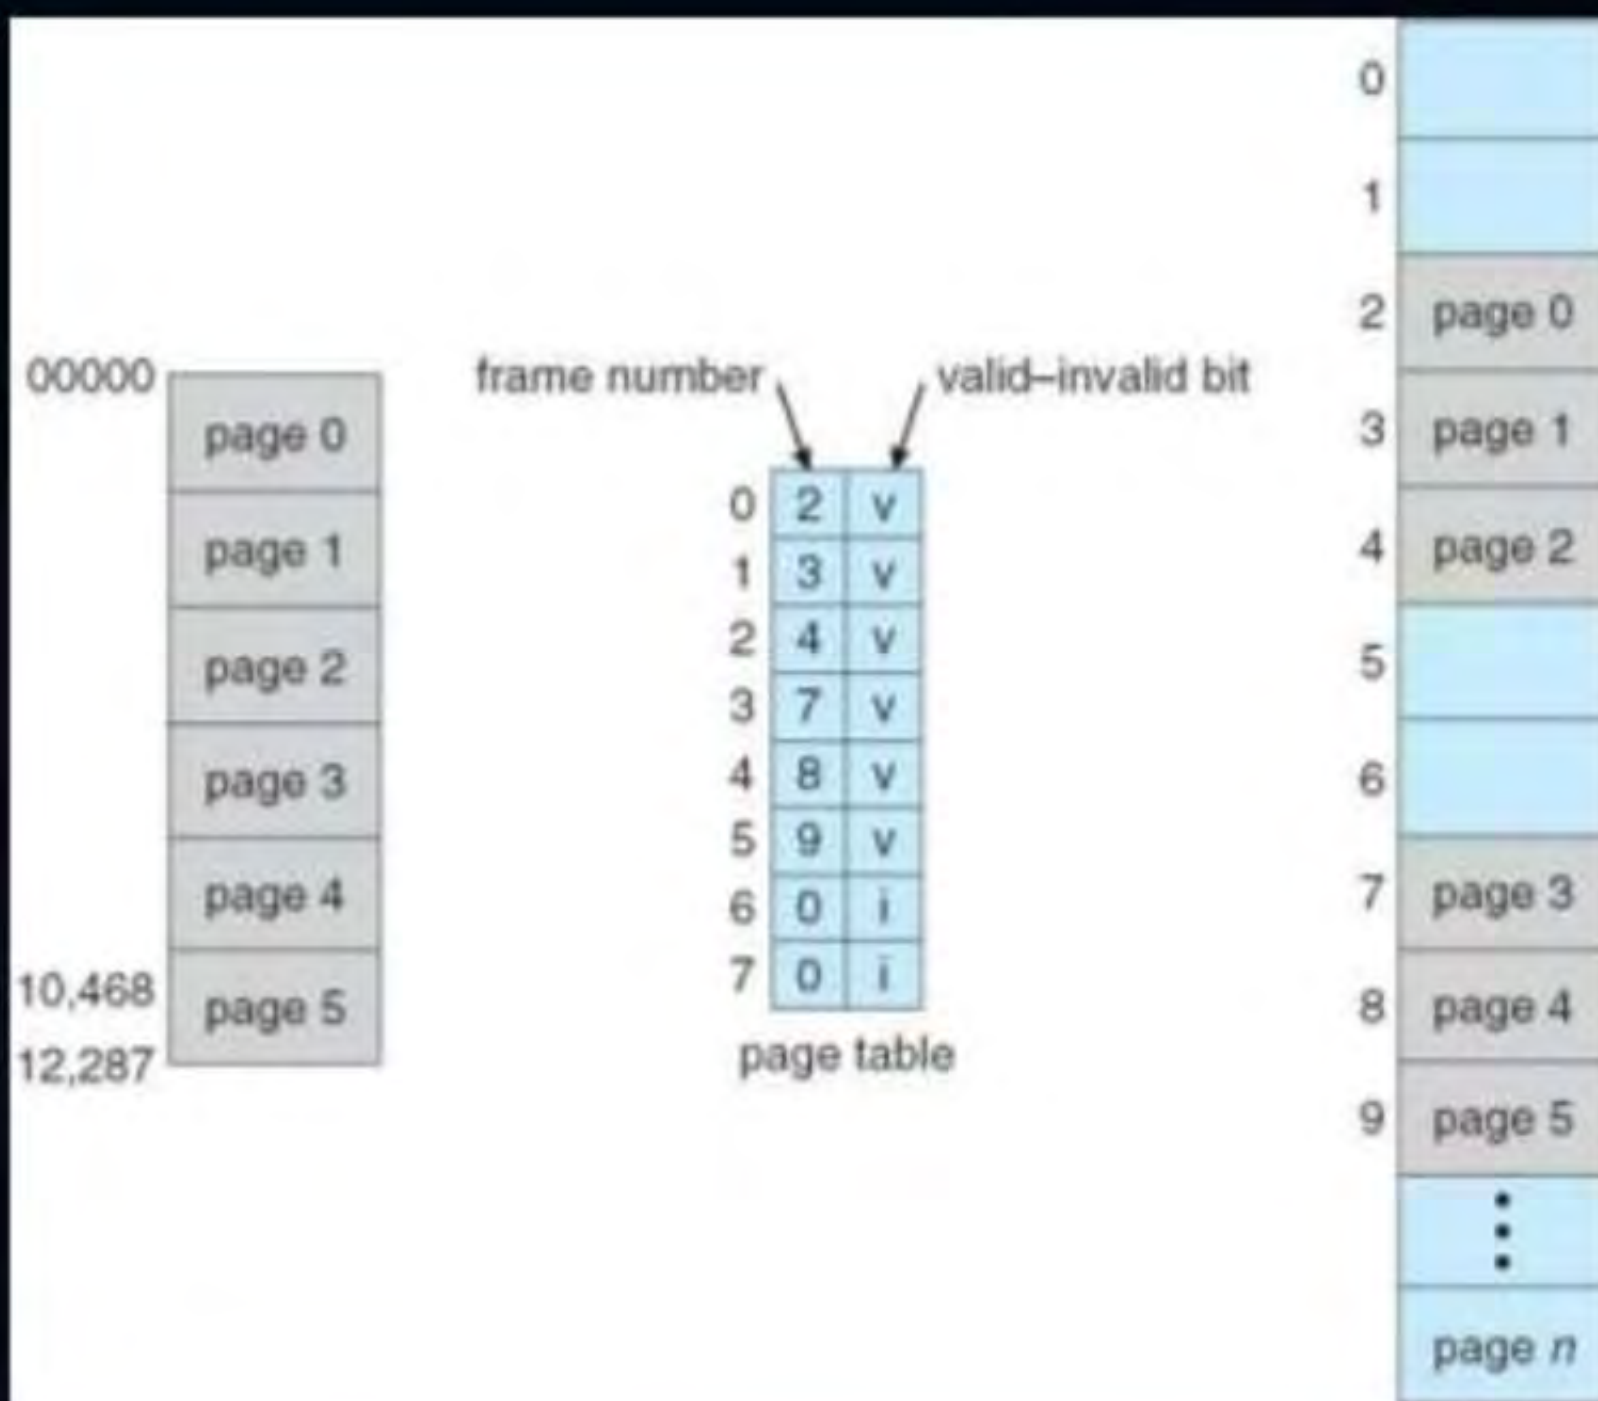 00000
page 0
page 1
page 2
page 3
page 4
10,468
page 5
12,287
frame number
valid–invalid bit
0 2 v
1 3 v
2 4 v
3 7 v
4 8 v
5 9 v
6 0 i
7 0 i
page table
0
1
2 page 0
3 page 1
4 page 2
5
6
7 page 3
8 page 4
9 page 5
page n